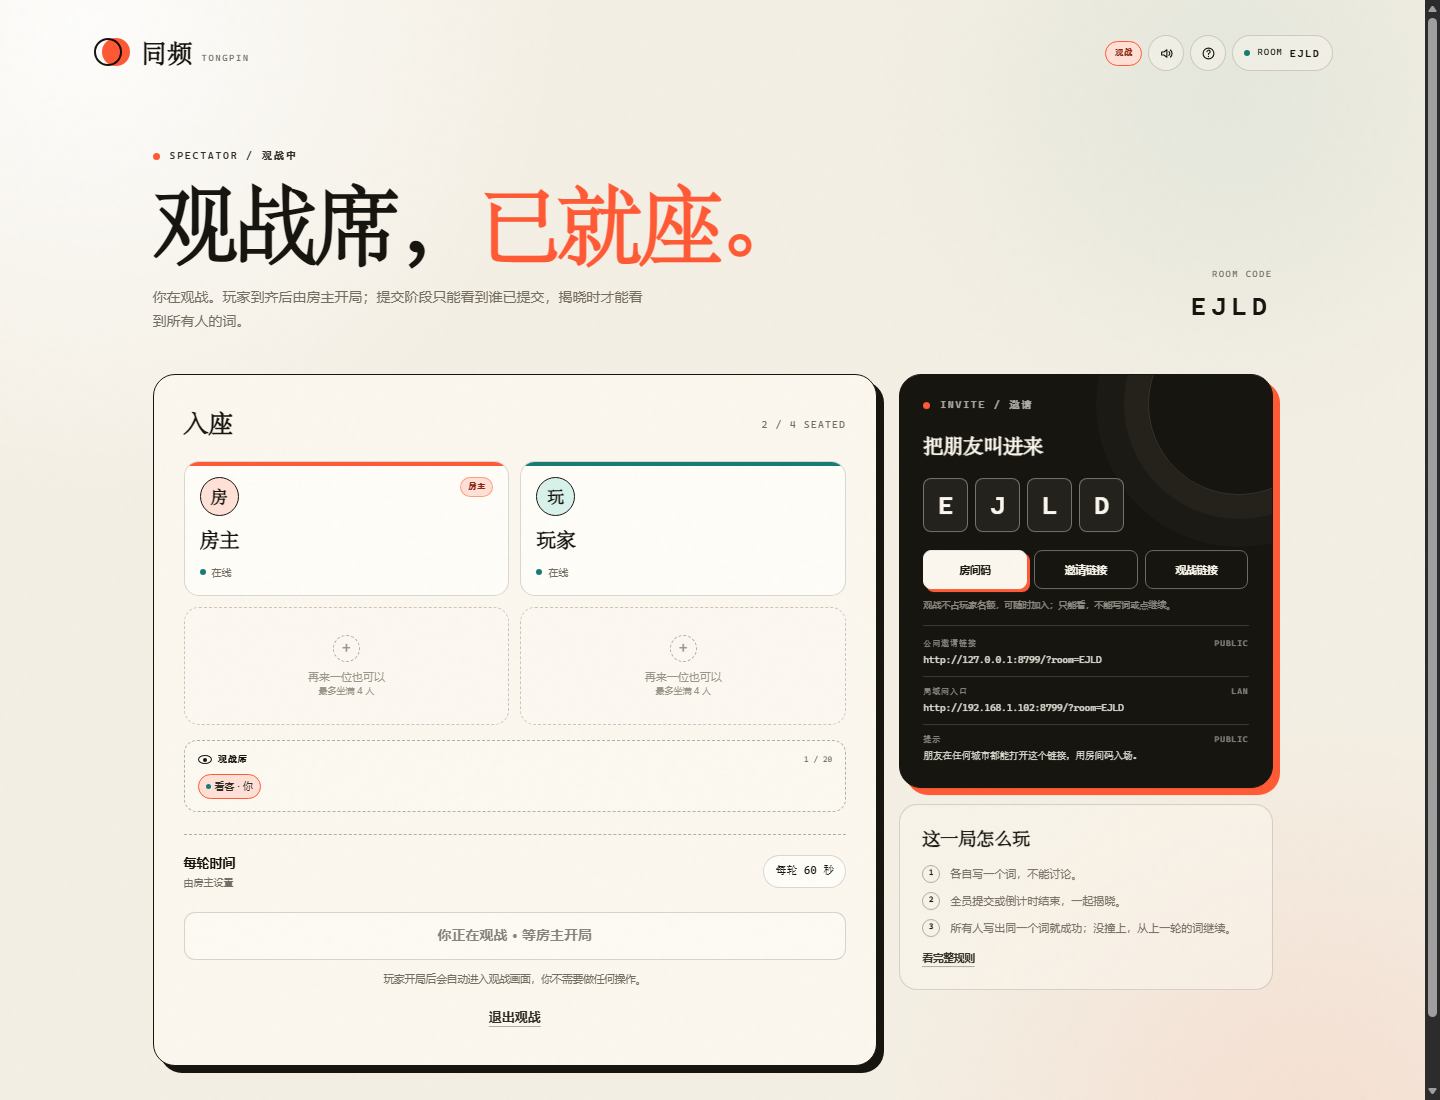 同频 TONGPIN
观战
ROOM EJLD
SPECTATOR / 观战中
观战席，已就座。
你在观战。玩家到齐后由房主开局；提交阶段只能看到谁已提交，揭晓时才能看
到所有人的词。
ROOM CODE
EJLD
入座
2 / 4 SEATED
房
房主
房主
在线
玩
玩家
在线
+
再来一位也可以
最多坐满 4 人
+
再来一位也可以
最多坐满 4 人
观战席
1 / 20
看客 · 你
每轮时间
由房主设置
每轮 60 秒
你正在观战 • 等房主开局
玩家开局后会自动进入观战画面，你不需要做任何操作。
退出观战
INVITE / 邀请
把朋友叫进来
E J L D
房间码
邀请链接
观战链接
观战不占玩家名额，可随时加入；只能看，不能写词或点继续。
公网邀请链接
PUBLIC
http://127.0.0.1:8799/?room=EJLD
局域网入口
LAN
http://192.168.1.102:8799/?room=EJLD
提示
PUBLIC
朋友在任何城市都能打开这个链接，用房间码入场。
这一局怎么玩
1 各自写一个词，不能讨论。
2 全员提交或倒计时结束，一起揭晓。
3 所有人写出同一个词就成功；没撞上，从上一轮的词继续。
看完整规则